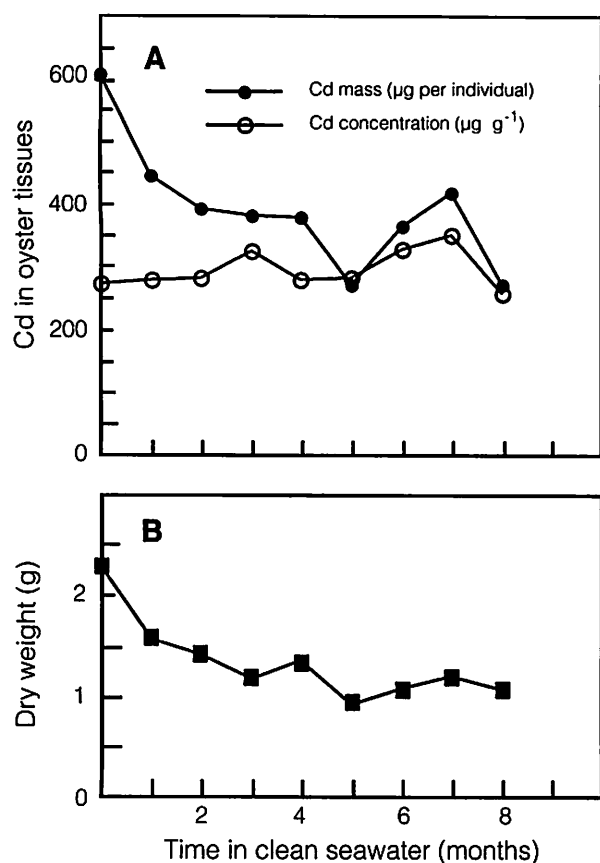 A
Cd mass (µg per individual)
Cd concentration (µg g⁻¹)
Cd in oyster tissues
600
400
200
0
B
Dry weight (g)
2
1
0
2 4 6 8
Time in clean seawater (months)